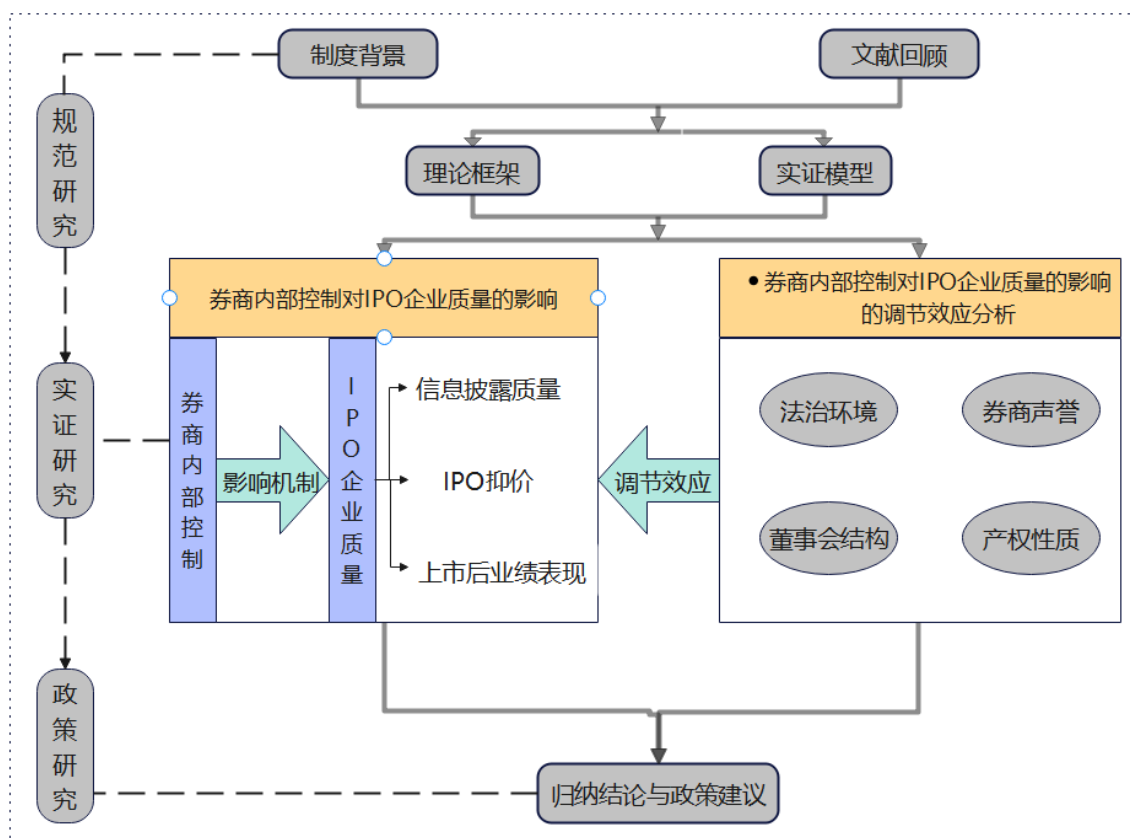 制度背景
文献回顾
规范研究
理论框架
实证模型
券商内部控制对IPO企业质量的影响
• 券商内部控制对IPO企业质量的影响
的调节效应分析
实证研究
券商内部控制
影响机制
IPO企业质量
信息披露质量
IPO抑价
上市后业绩表现
调节效应
法治环境
券商声誉
董事会结构
产权性质
政策研究
归纳结论与政策建议